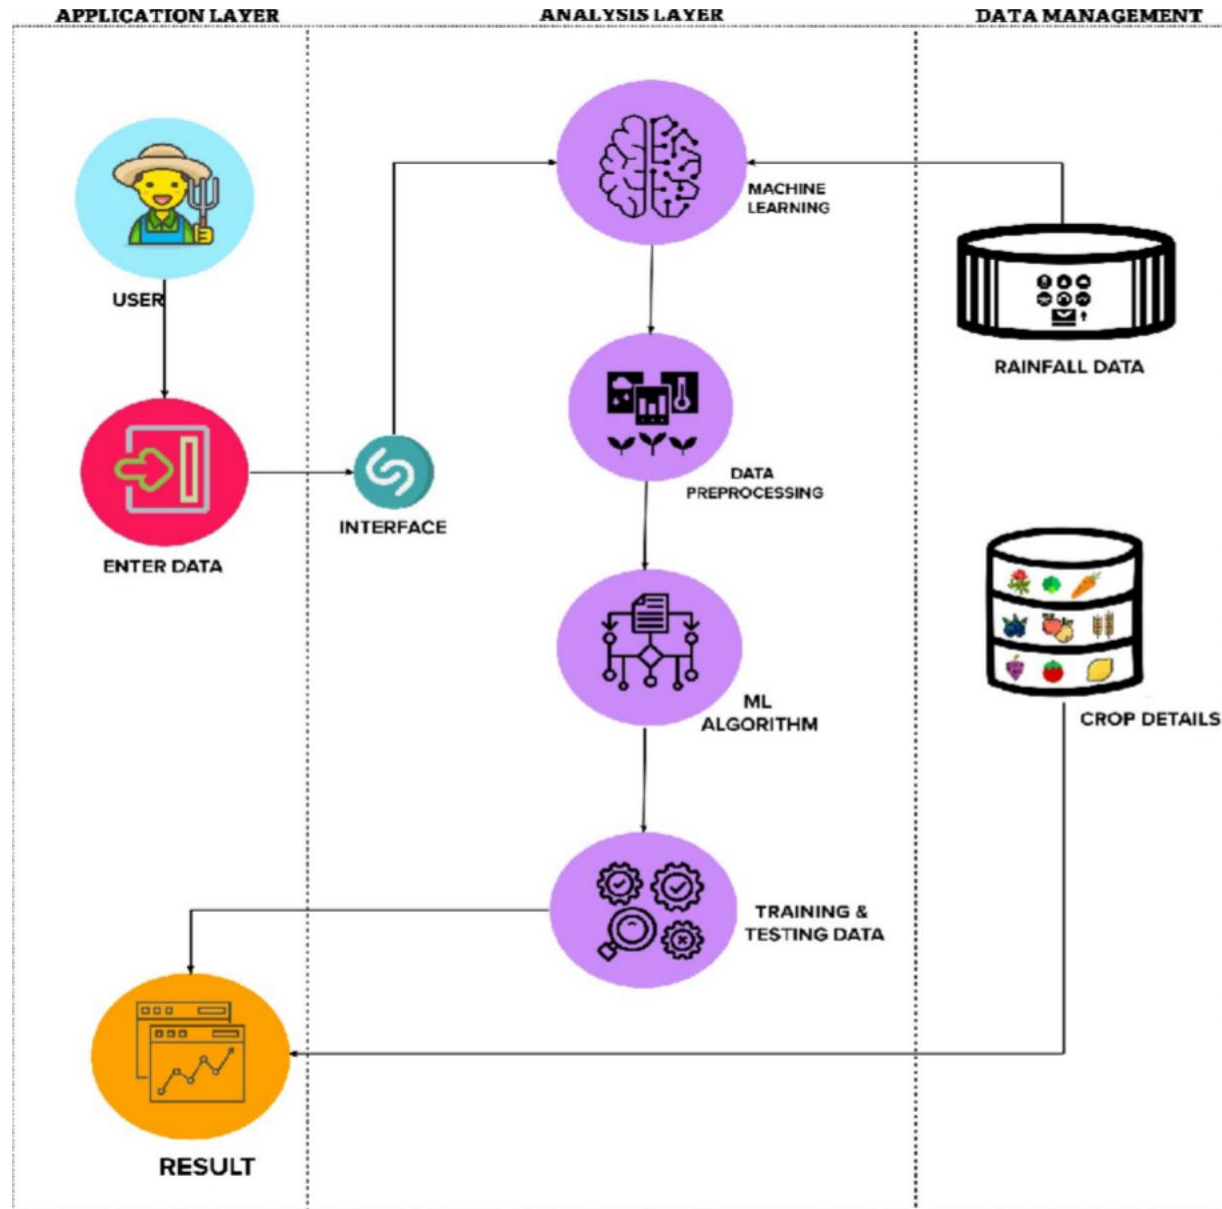 APPLICATION LAYER
ANALYSIS LAYER
DATA MANAGEMENT
USER
ENTER DATA
INTERFACE
MACHINE
LEARNING
DATA
PREPROCESSING
ML
ALGORITHM
TRAINING &
TESTING DATA
RAINFALL DATA
CROP DETAILS
RESULT